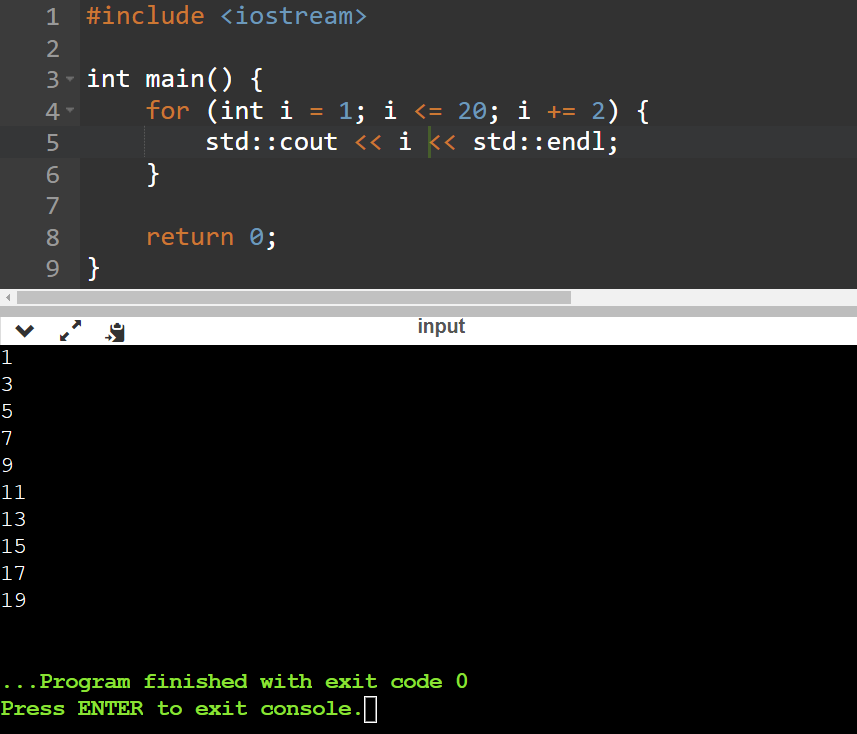 1 #include <iostream>
2
3 int main() {
4     for (int i = 1; i <= 20; i += 2) {
5         std::cout << i << std::endl;
6     }
7
8     return 0;
9 }
input
1
3
5
7
9
11
13
15
17
19
...Program finished with exit code 0
Press ENTER to exit console.